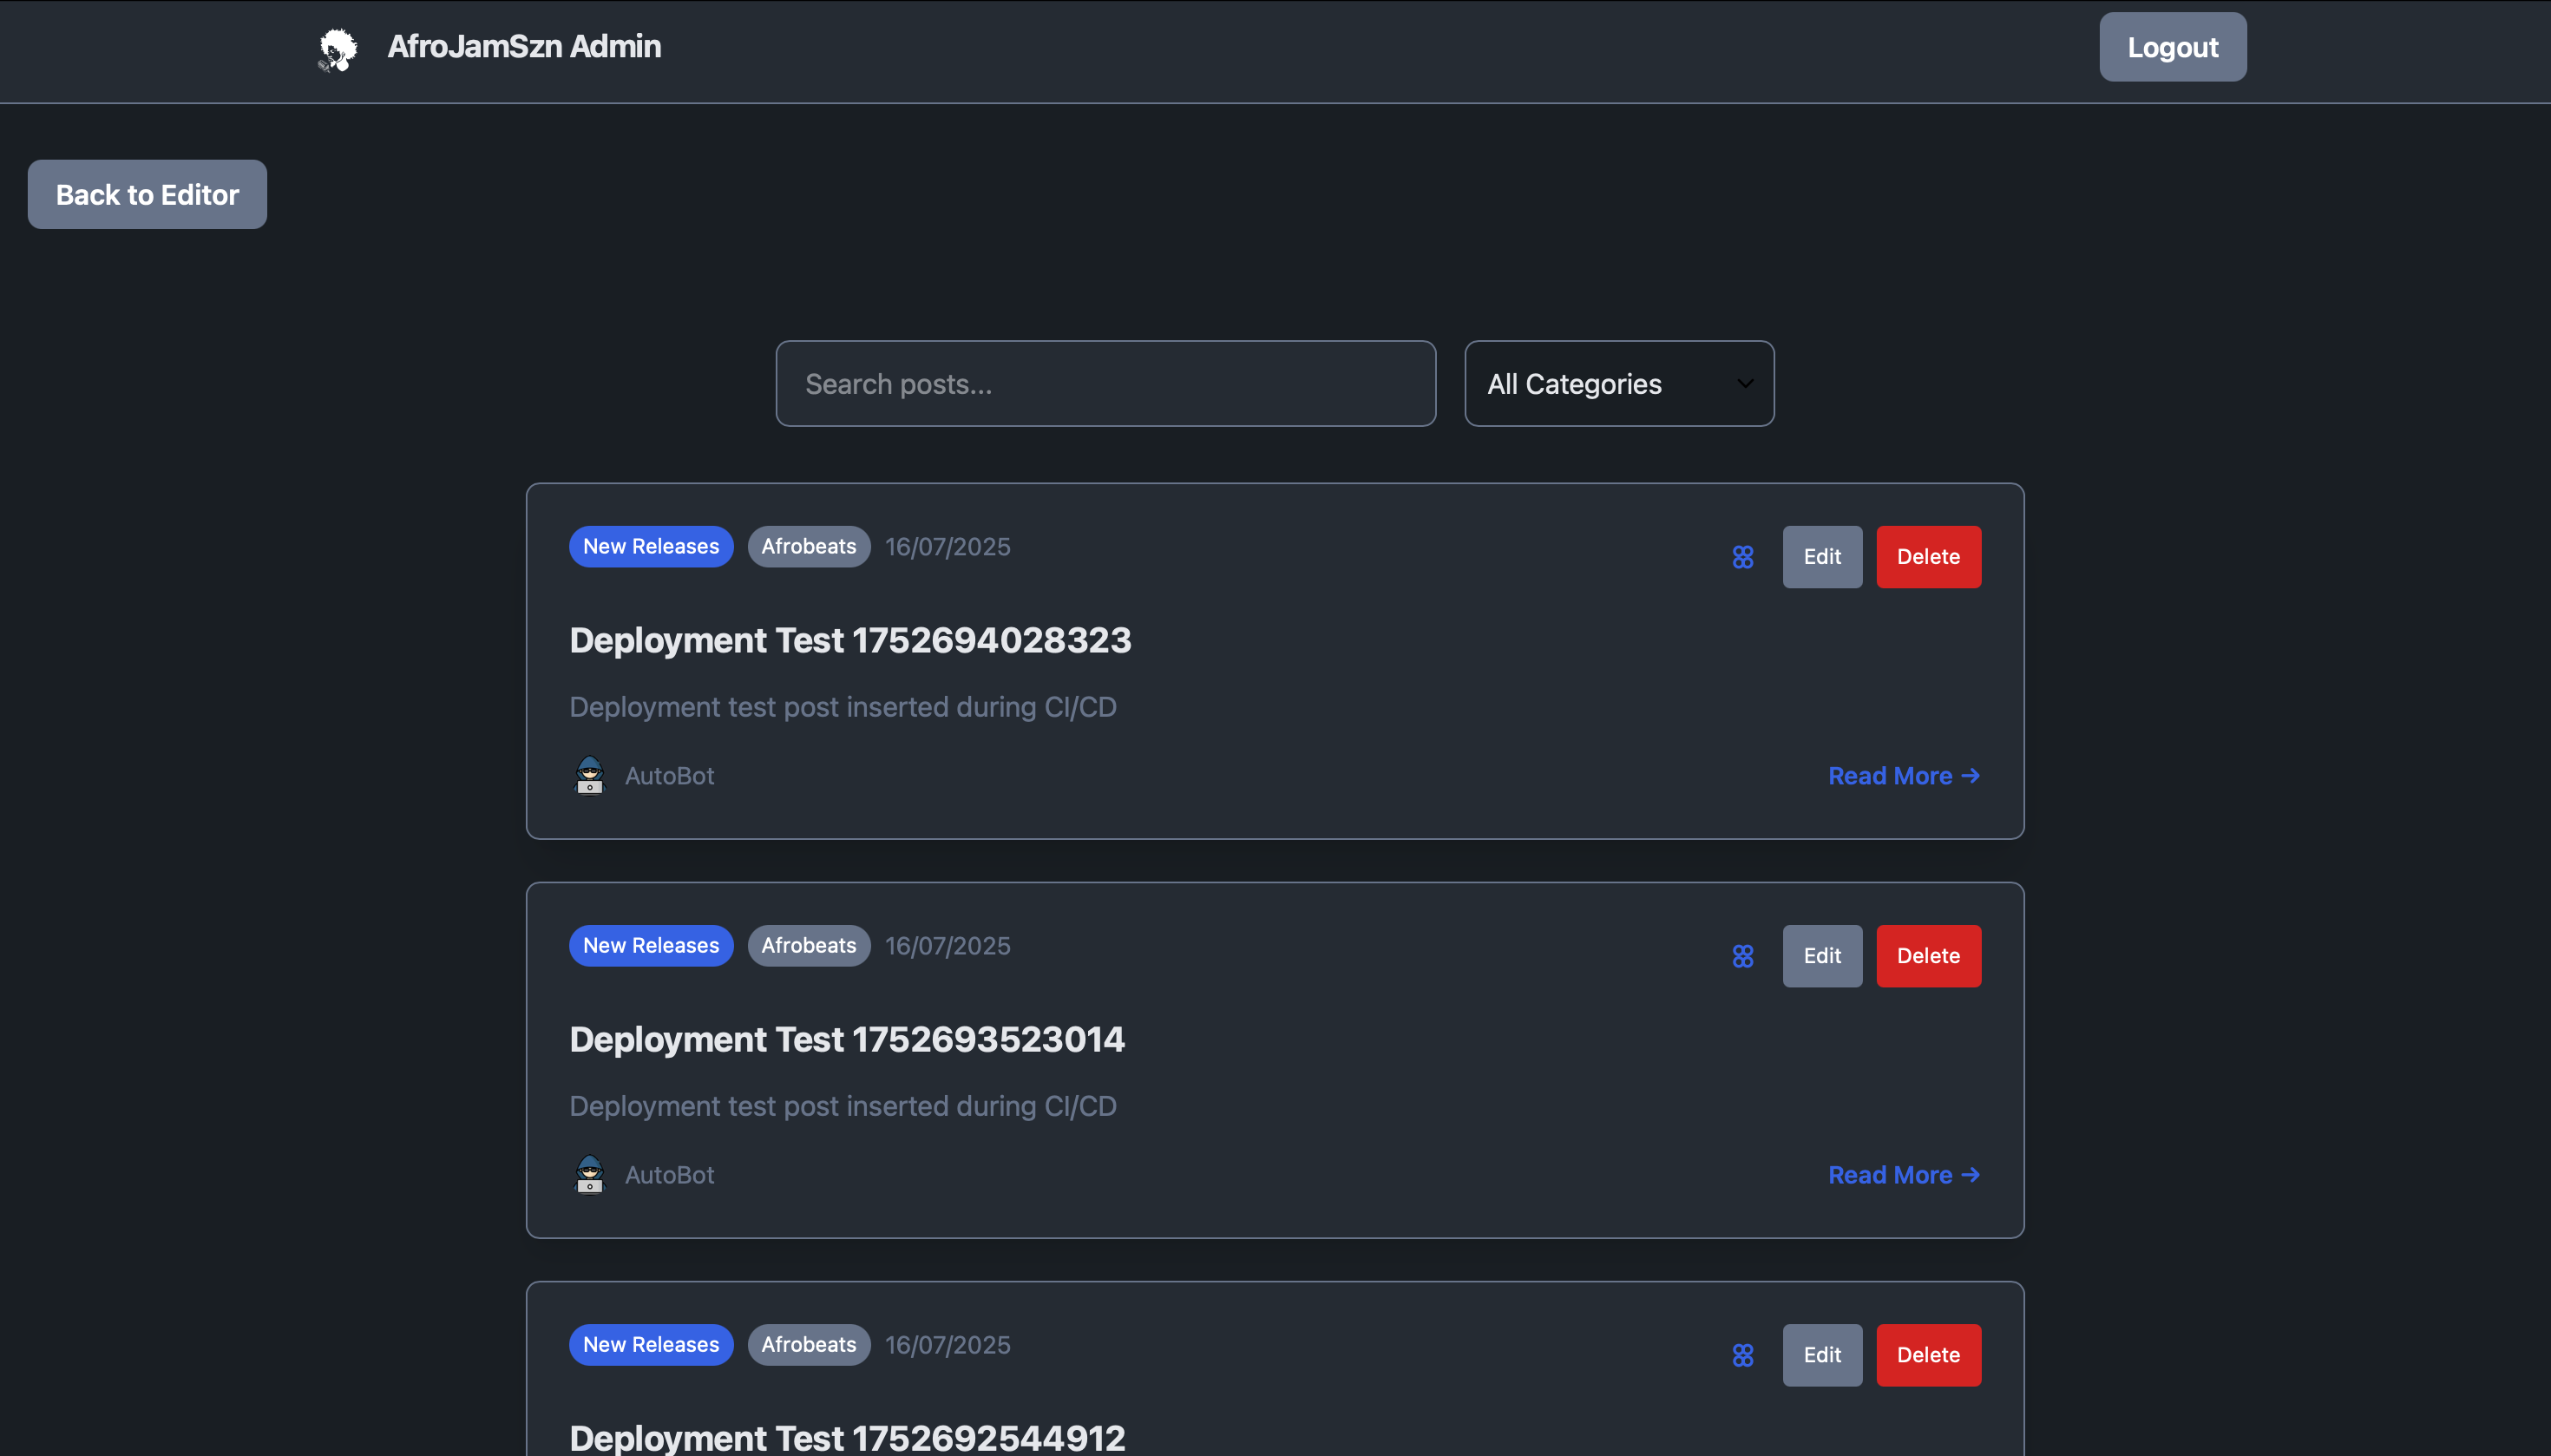 AfroJamSzn Admin
Logout
Back to Editor
Search posts...
All Categories
New Releases Afrobeats 16/07/2025
Edit Delete
Deployment Test 1752694028323
Deployment test post inserted during CI/CD
AutoBot
Read More →
New Releases Afrobeats 16/07/2025
Edit Delete
Deployment Test 1752693523014
Deployment test post inserted during CI/CD
AutoBot
Read More →
New Releases Afrobeats 16/07/2025
Edit Delete
Deployment Test 1752692544912